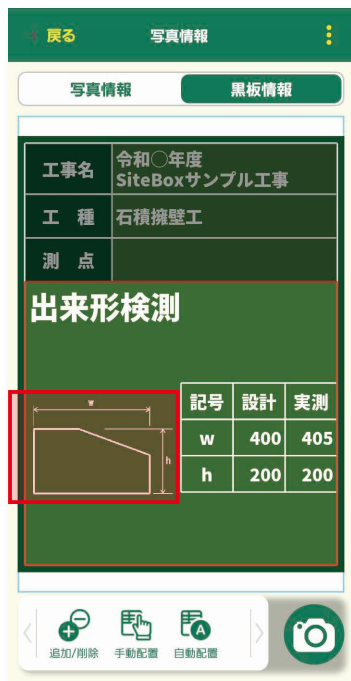 戻る 写真情報
写真情報 黒板情報
工事名 令和〇年度
SiteBoxサンプル工事
工 種 石積擁壁工
測 点
出来形検測
w
h
記号 設計 実測
w 400 405
h 200 200
追加/削除 手動配置 自動配置
A